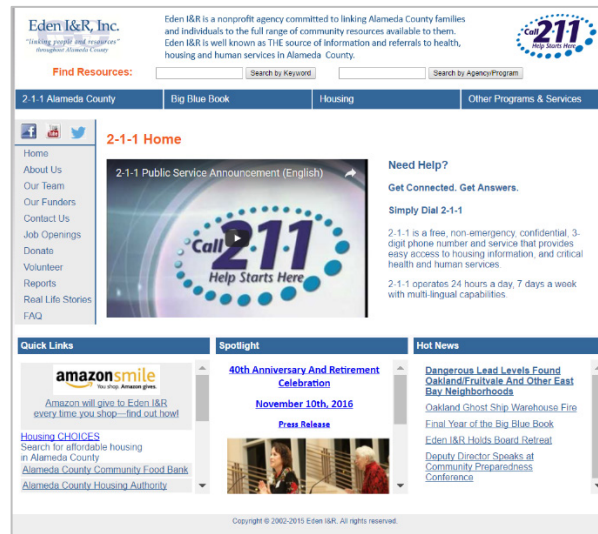 Eden I&R, Inc.
"linking people and resources"
throughout Alameda County
Eden I&R is a nonprofit agency committed to linking Alameda County families
and individuals to the full range of community resources available to them.
Eden I&R is well known as THE source of information and referrals to health,
housing and human services in Alameda County.
Call 2·1·1
Help Starts Here
Find Resources:
Search by Keyword
Search by Agency/Program
2-1-1 Alameda County
Big Blue Book
Housing
Other Programs & Services
Home
About Us
Our Team
Our Funders
Contact Us
Job Openings
Donate
Volunteer
Reports
Real Life Stories
FAQ
2-1-1 Home
2-1-1 Public Service Announcement (English)
Call 2·1·1
Help Starts Here
Need Help?
Get Connected. Get Answers.
Simply Dial 2-1-1
2-1-1 is a free, non-emergency, confidential, 3-
digit phone number and service that provides
easy access to housing information, and critical
health and human services.
2-1-1 operates 24 hours a day, 7 days a week
with multi-lingual capabilities.
Quick Links
amazonsmile
You shop. Amazon gives.
Amazon will give to Eden I&R
every time you shop—find out how!
Housing CHOICES
Search for affordable housing
in Alameda County
Alameda County Community Food Bank
Alameda County Housing Authority
Spotlight
40th Anniversary And Retirement
Celebration
November 10th, 2016
Press Release
Hot News
Dangerous Lead Levels Found
Oakland/Fruitvale And Other East
Bay Neighborhoods
Oakland Ghost Ship Warehouse Fire
Final Year of the Big Blue Book
Eden I&R Holds Board Retreat
Deputy Director Speaks at
Community Preparedness
Conference
Copyright © 2002-2015 Eden I&R. All rights reserved.